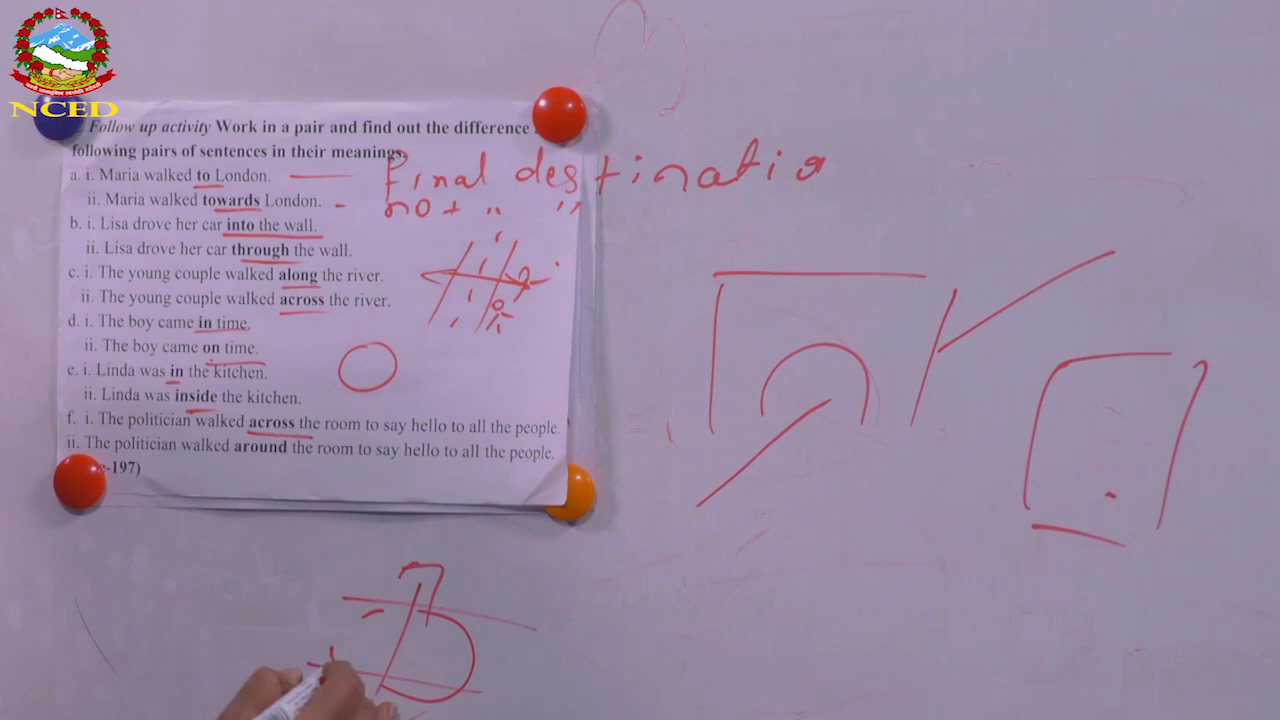 NCED
Follow up activity Work in a pair and find out the difference
following pairs of sentences in their meanings.
a. i. Maria walked to London.
ii. Maria walked towards London.
b. i. Lisa drove her car into the wall.
ii. Lisa drove her car through the wall.
c. i. The young couple walked along the river.
ii. The young couple walked across the river.
d. i. The boy came in time.
ii. The boy came on time.
e. i. Linda was in the kitchen.
ii. Linda was inside the kitchen.
f. i. The politician walked across the room to say hello to all the people.
ii. The politician walked around the room to say hello to all the people.
-197)
final destinatio
not " "